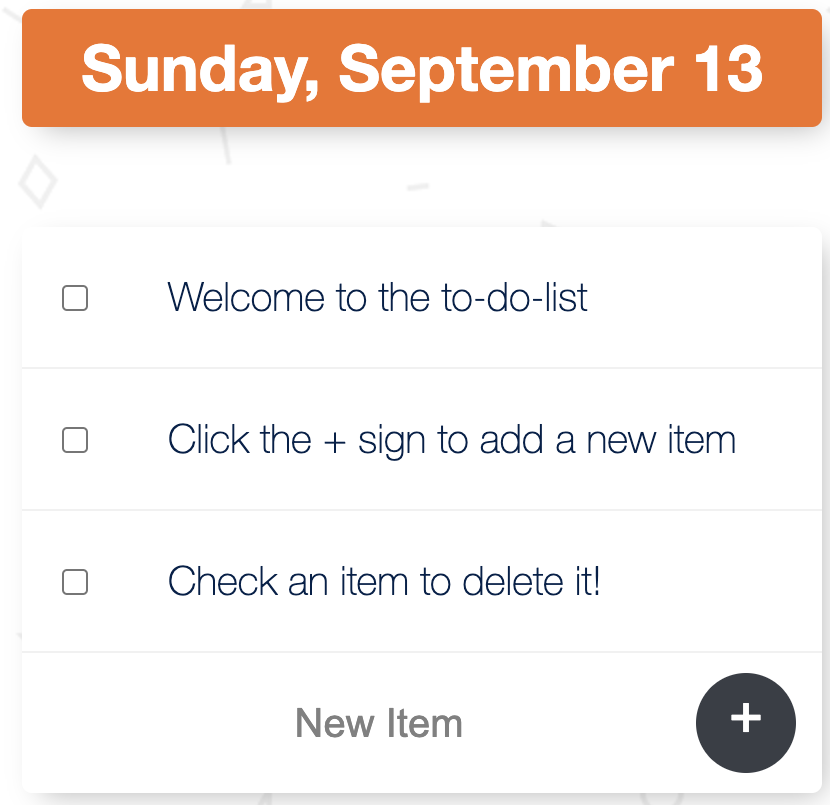 Sunday, September 13
Welcome to the to-do-list
Click the + sign to add a new item
Check an item to delete it!
New Item
+